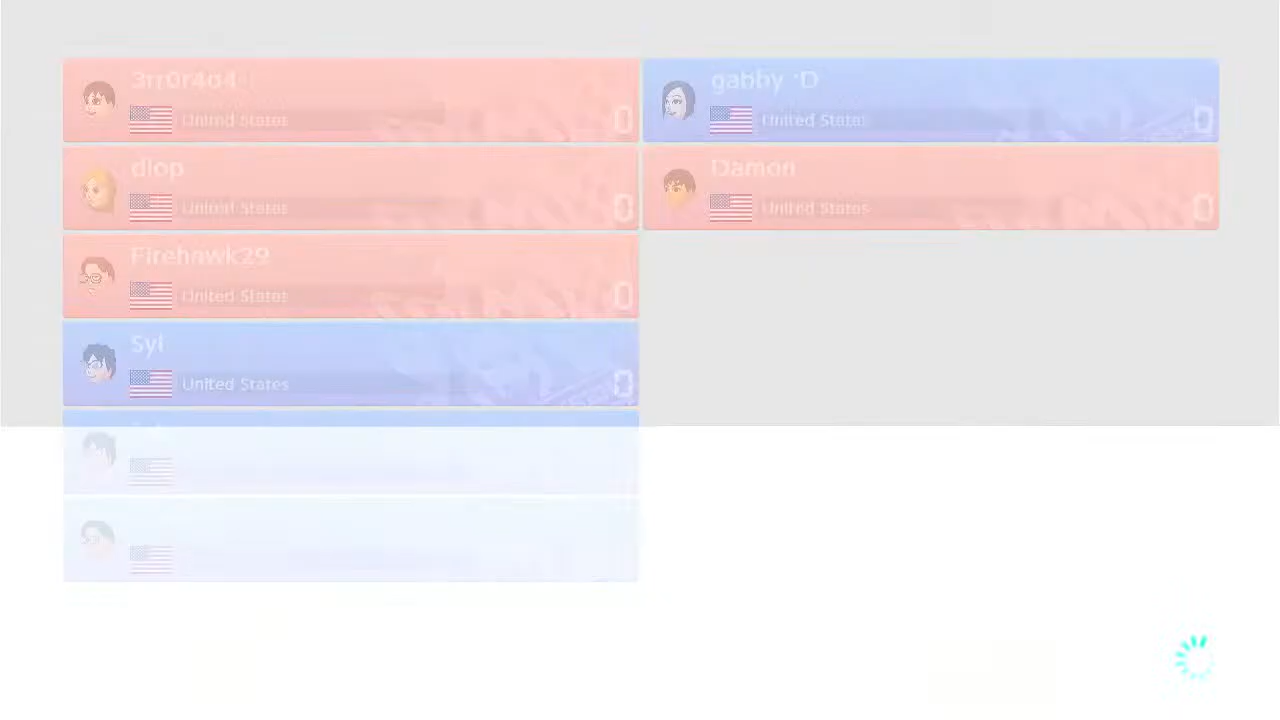 3rr0r4o4
United States
0
dlop
United States
0
Firehawk29
United States
0
Syl
United States
0
gabby :D
United States
0
Damon
United States
0